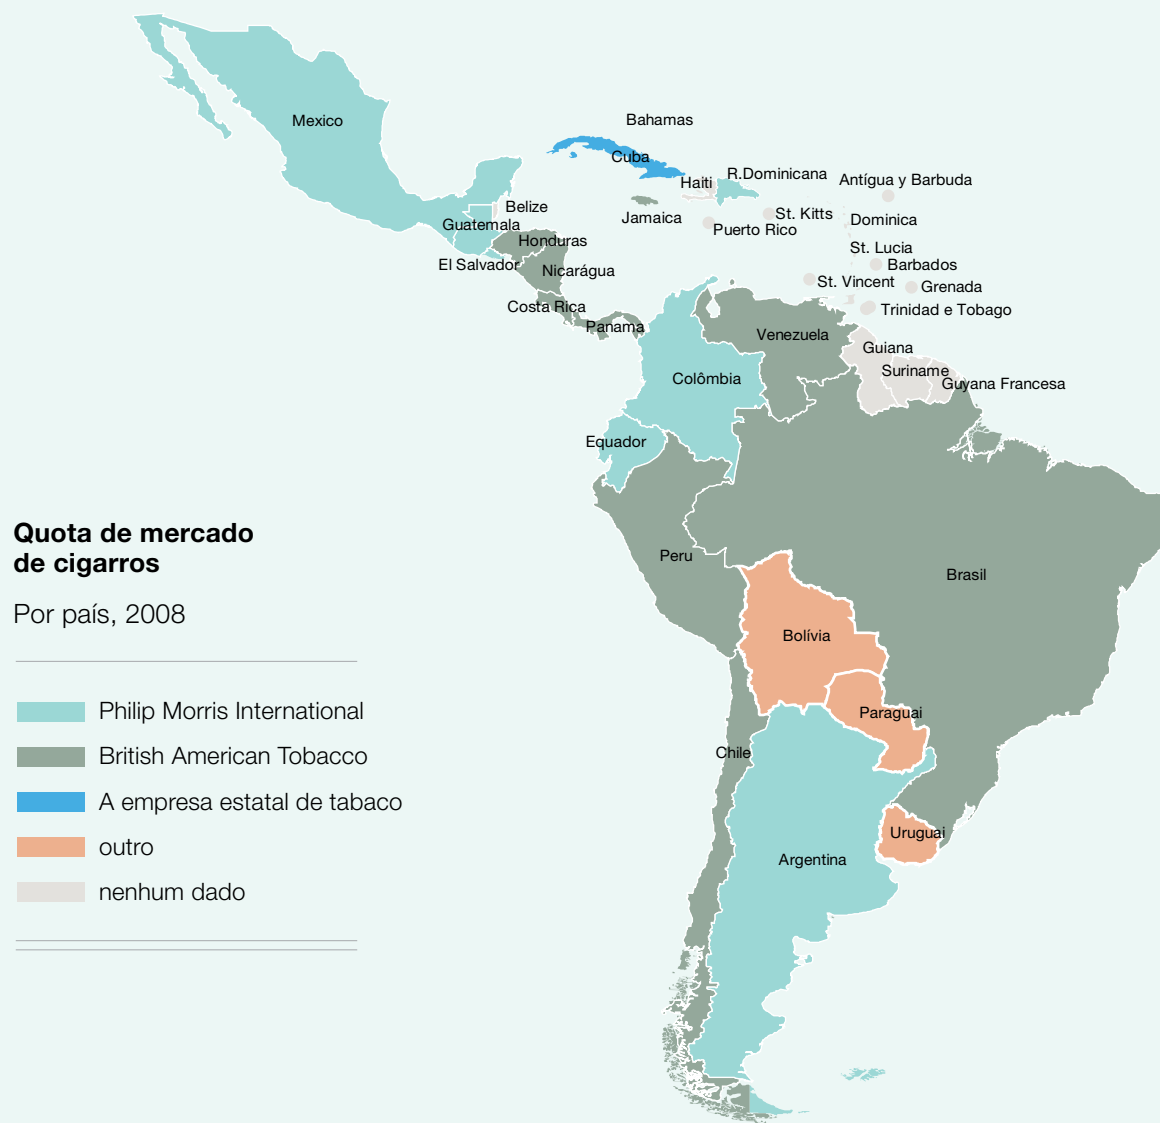 Mexico
Bahamas
Cuba
Haiti
R.Dominicana
Antígua y Barbuda
Belize
Jamaica
St. Kitts
Dominica
Guatemala
Puerto Rico
Honduras
St. Lucia
El Salvador
Nicarágua
Barbados
St. Vincent
Grenada
Costa Rica
Trinidad e Tobago
Panama
Venezuela
Guiana
Suriname
Colômbia
Guyana Francesa
Equador
Quota de mercado
de cigarros
Por país, 2008
Philip Morris International
British American Tobacco
A empresa estatal de tabaco
outro
nenhum dado
Peru
Brasil
Bolívia
Paraguai
Chile
Uruguai
Argentina